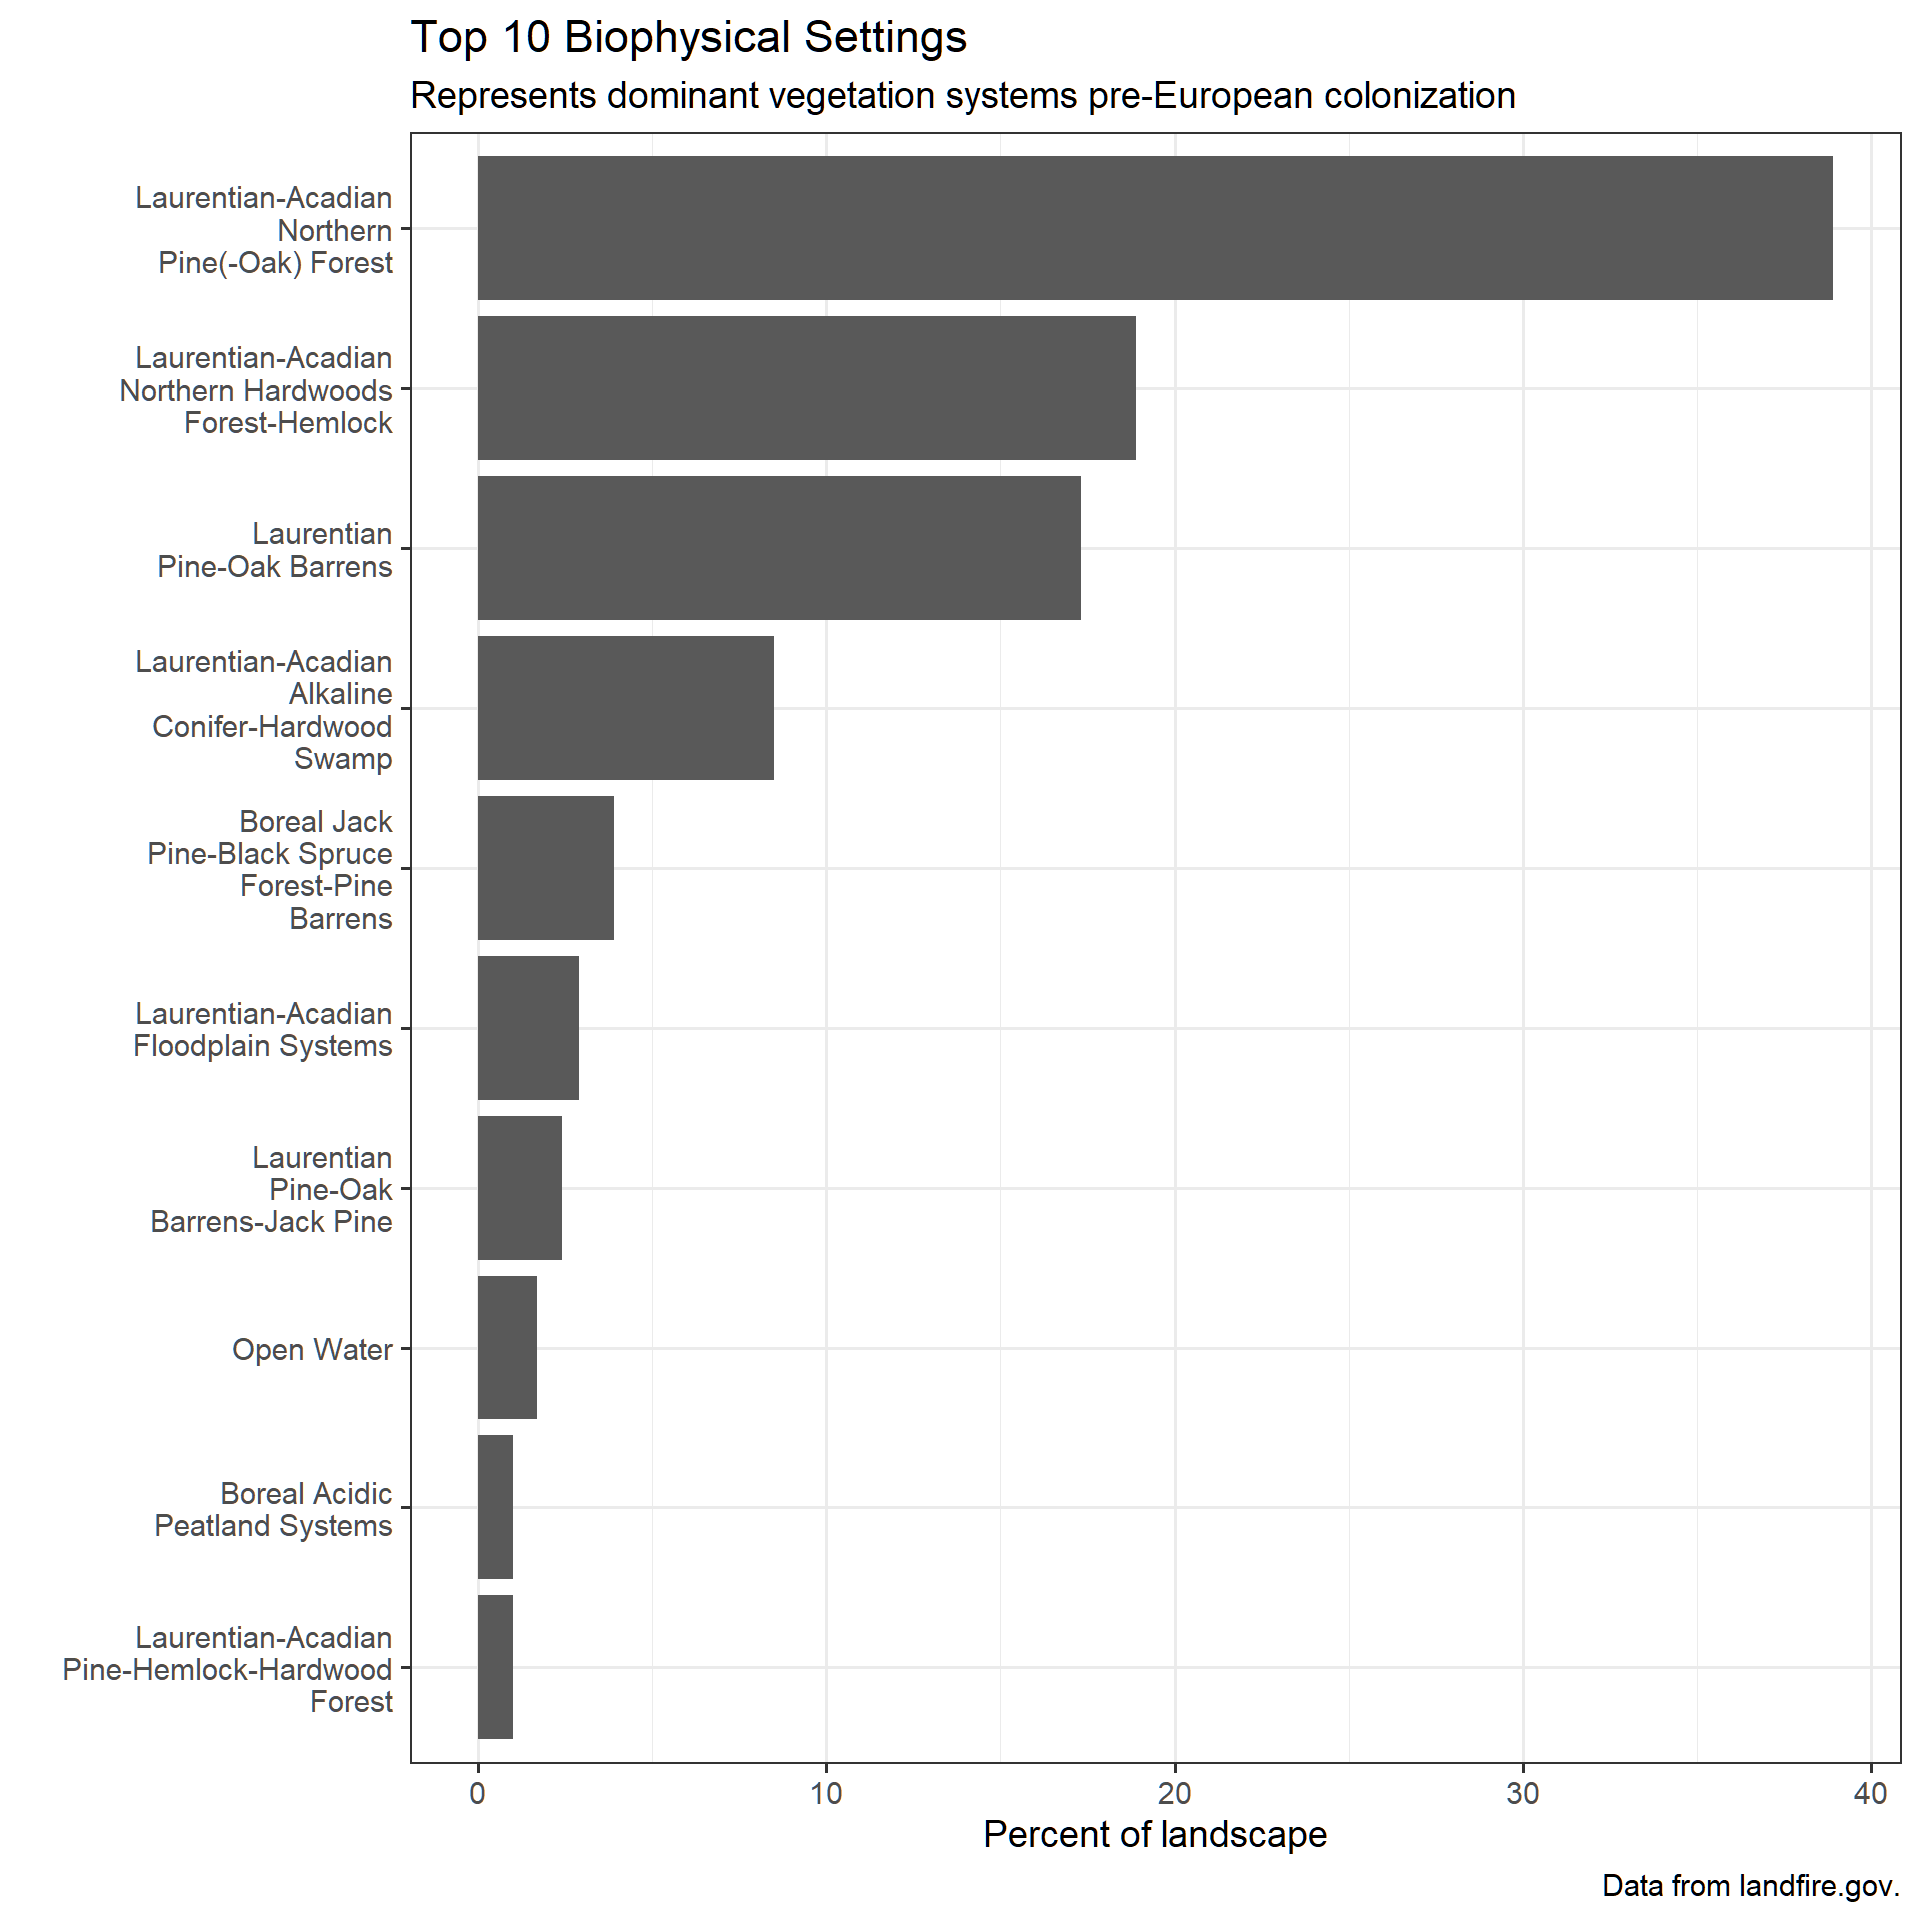 Top 10 Biophysical Settings
Represents dominant vegetation systems pre-European colonization
Laurentian-Acadian
Northern
Pine(-Oak) Forest
Laurentian-Acadian
Northern Hardwoods
Forest-Hemlock
Laurentian
Pine-Oak Barrens
Laurentian-Acadian
Alkaline
Conifer-Hardwood
Swamp
Boreal Jack
Pine-Black Spruce
Forest-Pine
Barrens
Laurentian-Acadian
Floodplain Systems
Laurentian
Pine-Oak
Barrens-Jack Pine
Open Water
Boreal Acidic
Peatland Systems
Laurentian-Acadian
Pine-Hemlock-Hardwood
Forest
0 10 20 30 40
Percent of landscape
Data from landfire.gov.